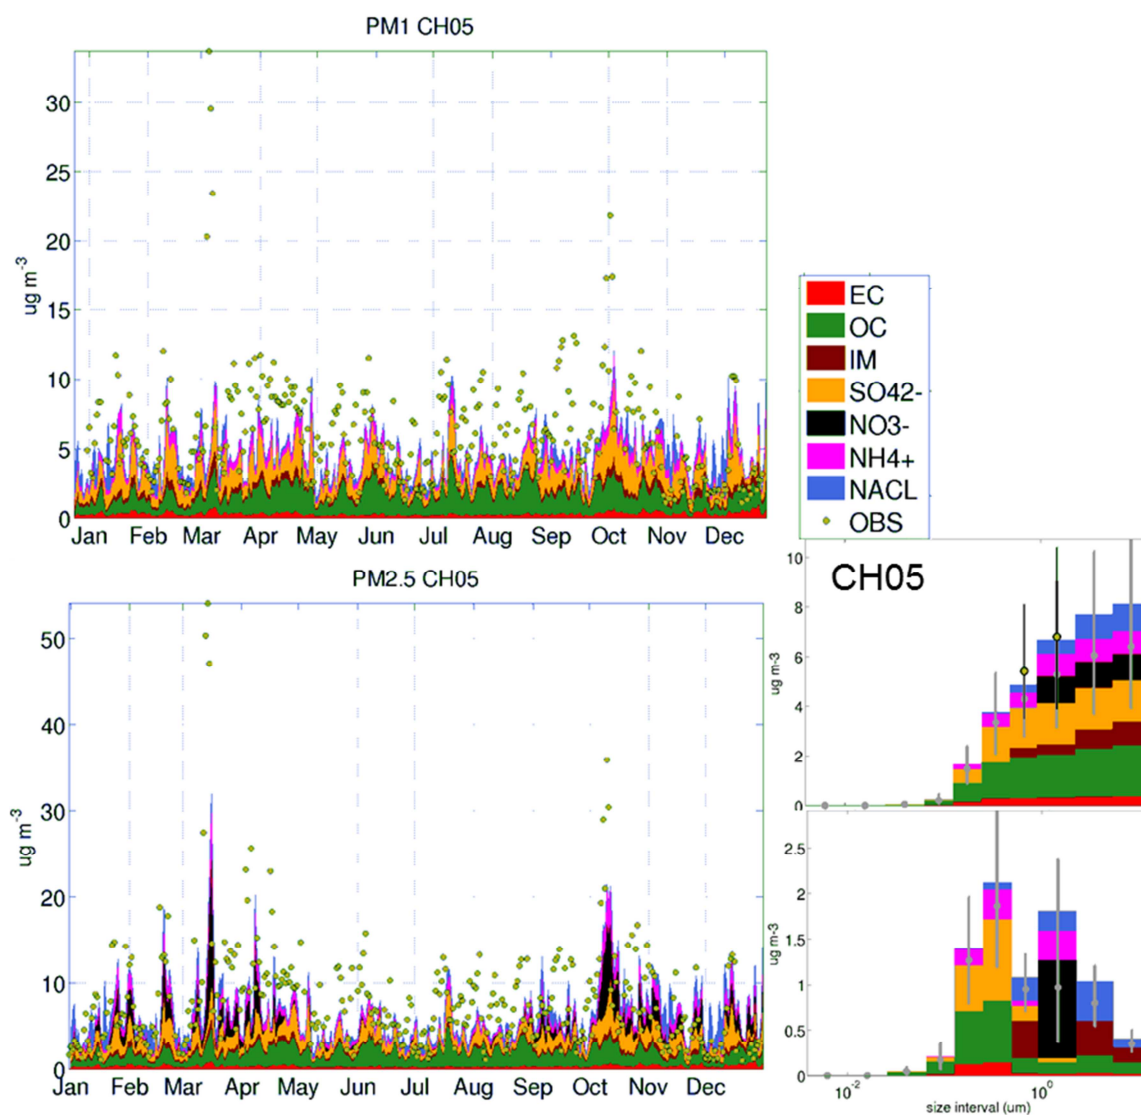 PM1 CH05
30
25
20
15
10
5
0
ug m-3
Jan Feb Mar Apr May Jun Jul Aug Sep Oct Nov Dec
EC
OC
IM
SO42-
NO3-
NH4+
NACL
OBS
PM2.5 CH05
50
40
30
20
10
0
ug m-3
Jan Feb Mar Apr May Jun Jul Aug Sep Oct Nov Dec
CH05
10
8
6
4
2
0
ug m-3
2.5
2
1.5
1
0.5
0
ug m-3
10-2 100
size interval (um)